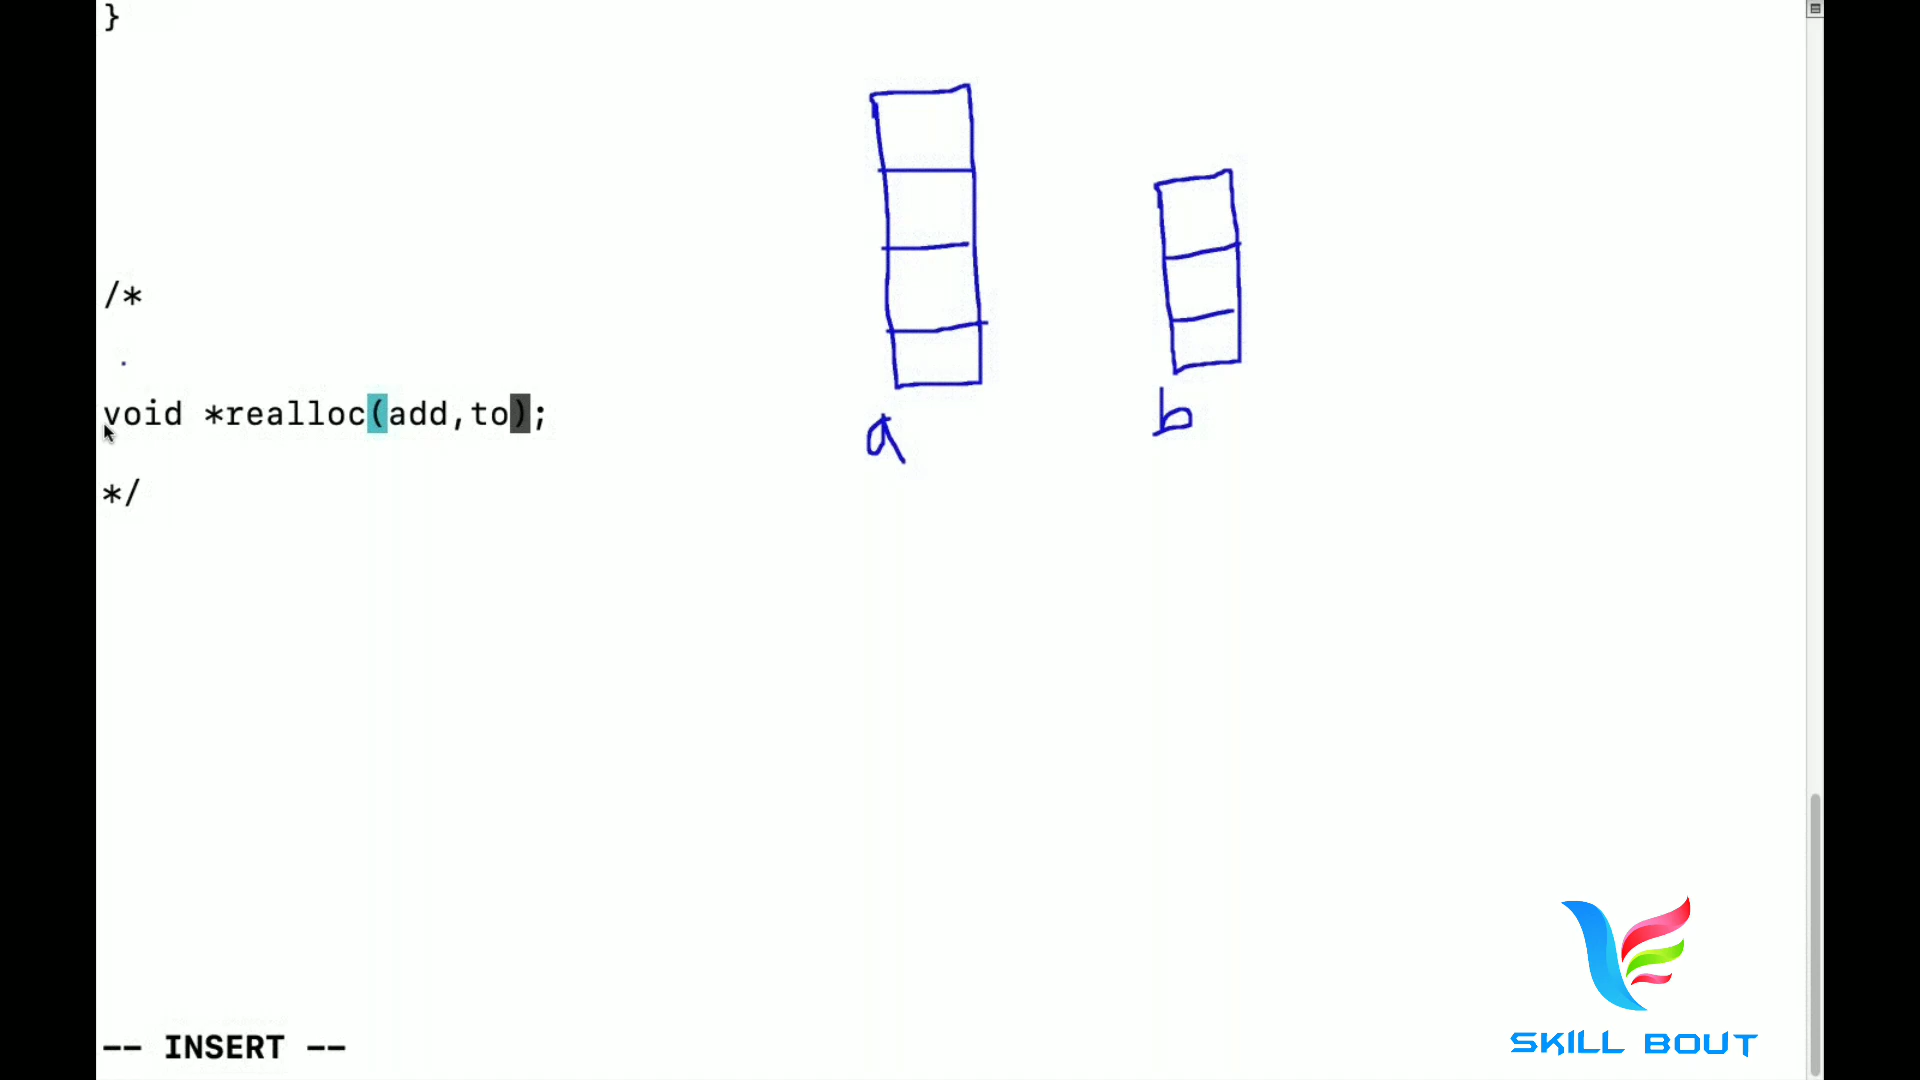 }
/*
.
void *realloc(add,to);
*/
a
b
-- INSERT --
SKILL BOUT